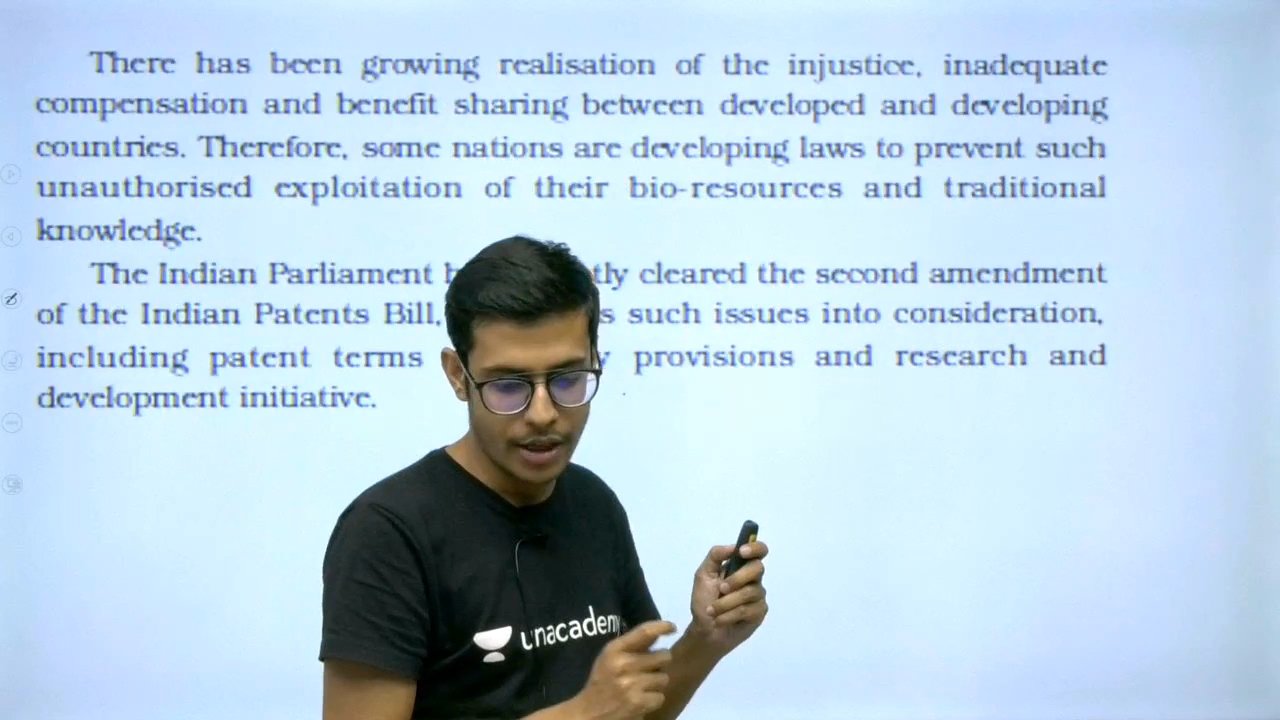 There has been growing realisation of the injustice, inadequate
compensation and benefit sharing between developed and developing
countries. Therefore, some nations are developing laws to prevent such
unauthorised exploitation of their bio-resources and traditional
knowledge.
The Indian Parliament cleared the second amendment
of the Indian Patents Bill, such issues into consideration,
including patent terms provisions and research and
development initiative.
unacademy